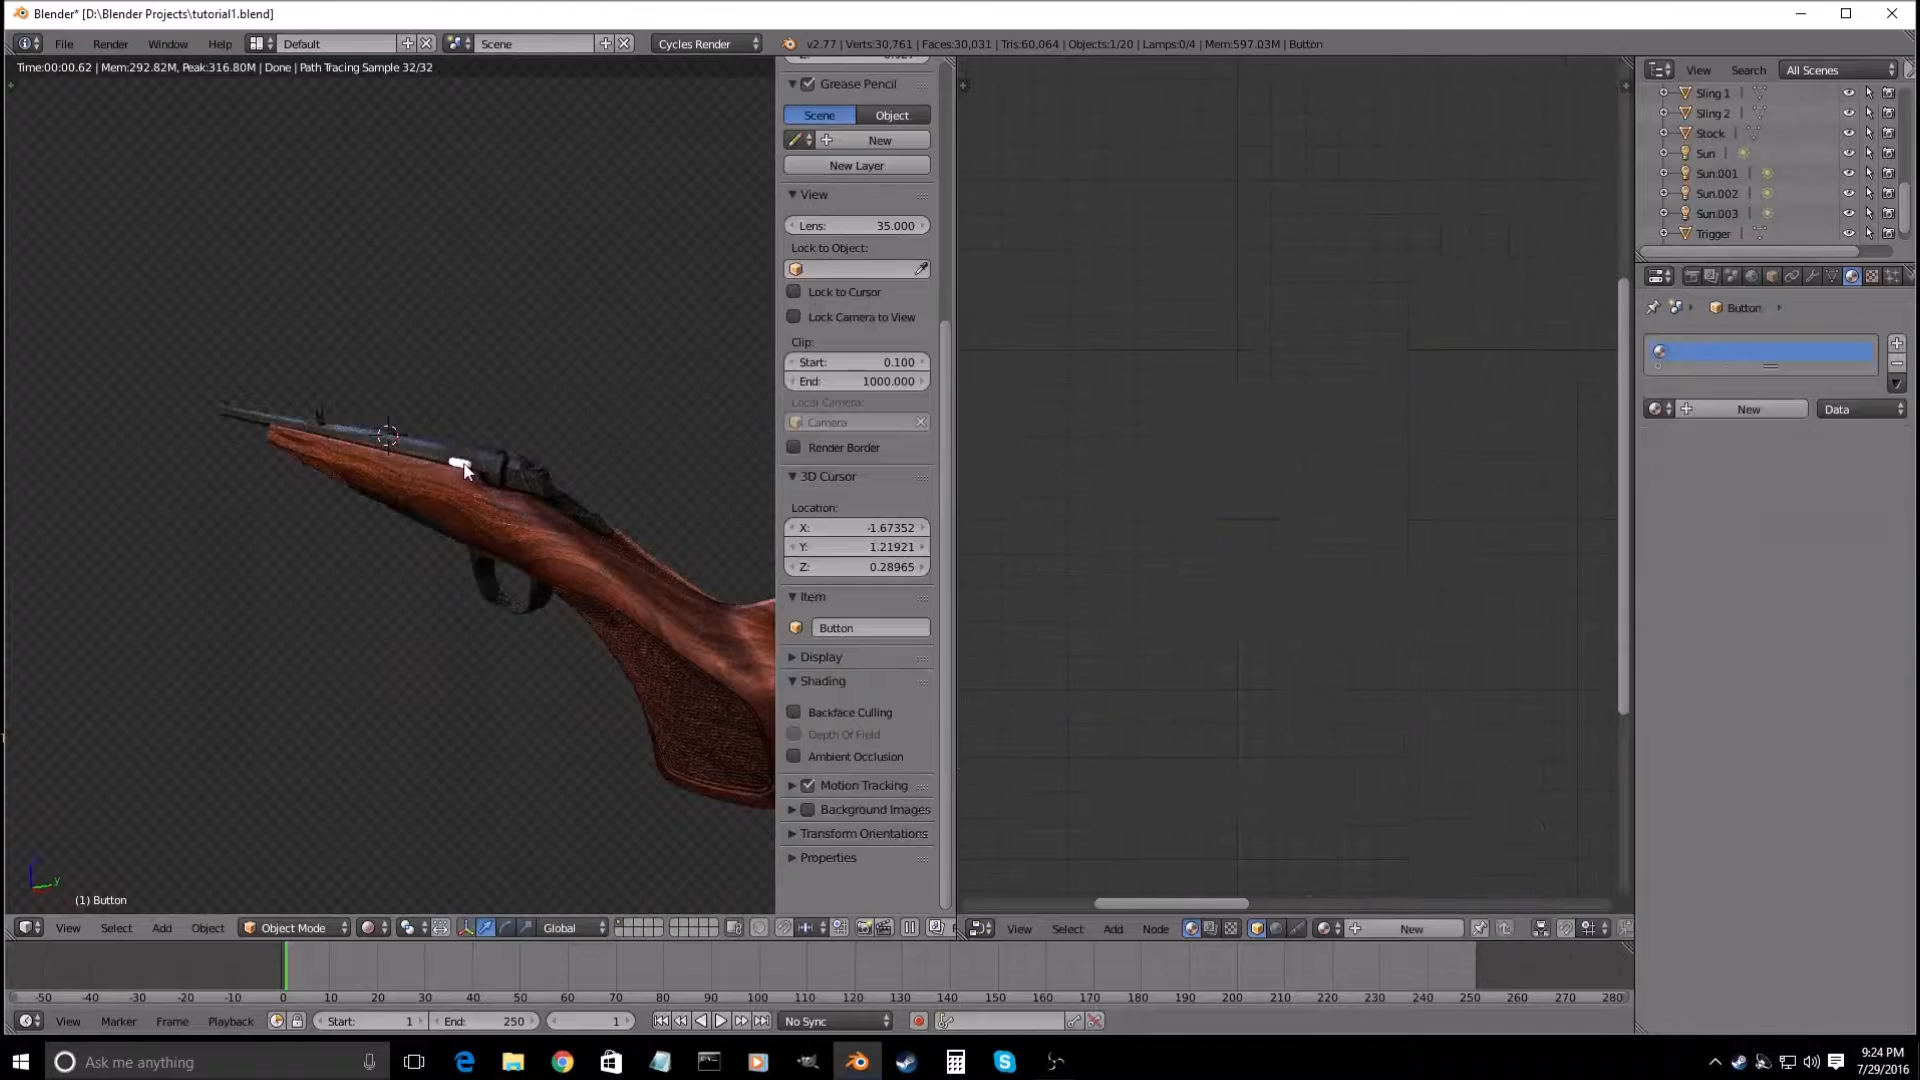 Blender* [D:\Blender Projects\tutorial1.blend]
File Render Window Help Default Scene Cycles Render v2.77 | Verts:30,761 | Faces:30,031 | Tris:60,064 | Objects:1/20 | Lamps:0/4 | Mem:597.03M | Button
Time:00:00.62 | Mem:292.82M, Peak:316.80M | Done | Path Tracing Sample 32/32
Grease Pencil
Scene Object
New
New Layer
View
Lens: 35.000
Lock to Object:
Lock to Cursor
Lock Camera to View
Clip:
Start: 0.100
End: 1000.000
Local Camera:
Camera
Render Border
3D Cursor
Location:
X: -1.67352
Y: 1.21921
Z: 0.28965
Item
Button
Display
Shading
Backface Culling
Depth Of Field
Ambient Occlusion
Motion Tracking
Background Images
Transform Orientations
Properties
View Search All Scenes
Sling 1
Sling 2
Stock
Sun
Sun.001
Sun.002
Sun.003
Trigger
Button
New Data
y
(1) Button
View Select Add Object Object Mode Global
View Select Add Node New
-50 -40 -30 -20 -10 0 10 20 30 40 50 60 70 80 90 100 110 120 130 140 150 160 170 180 190 200 210 220 230 240 250 260 270 280
View Marker Frame Playback Start: 1 End: 250 1 No Sync
Ask me anything
9:24 PM
7/29/2016